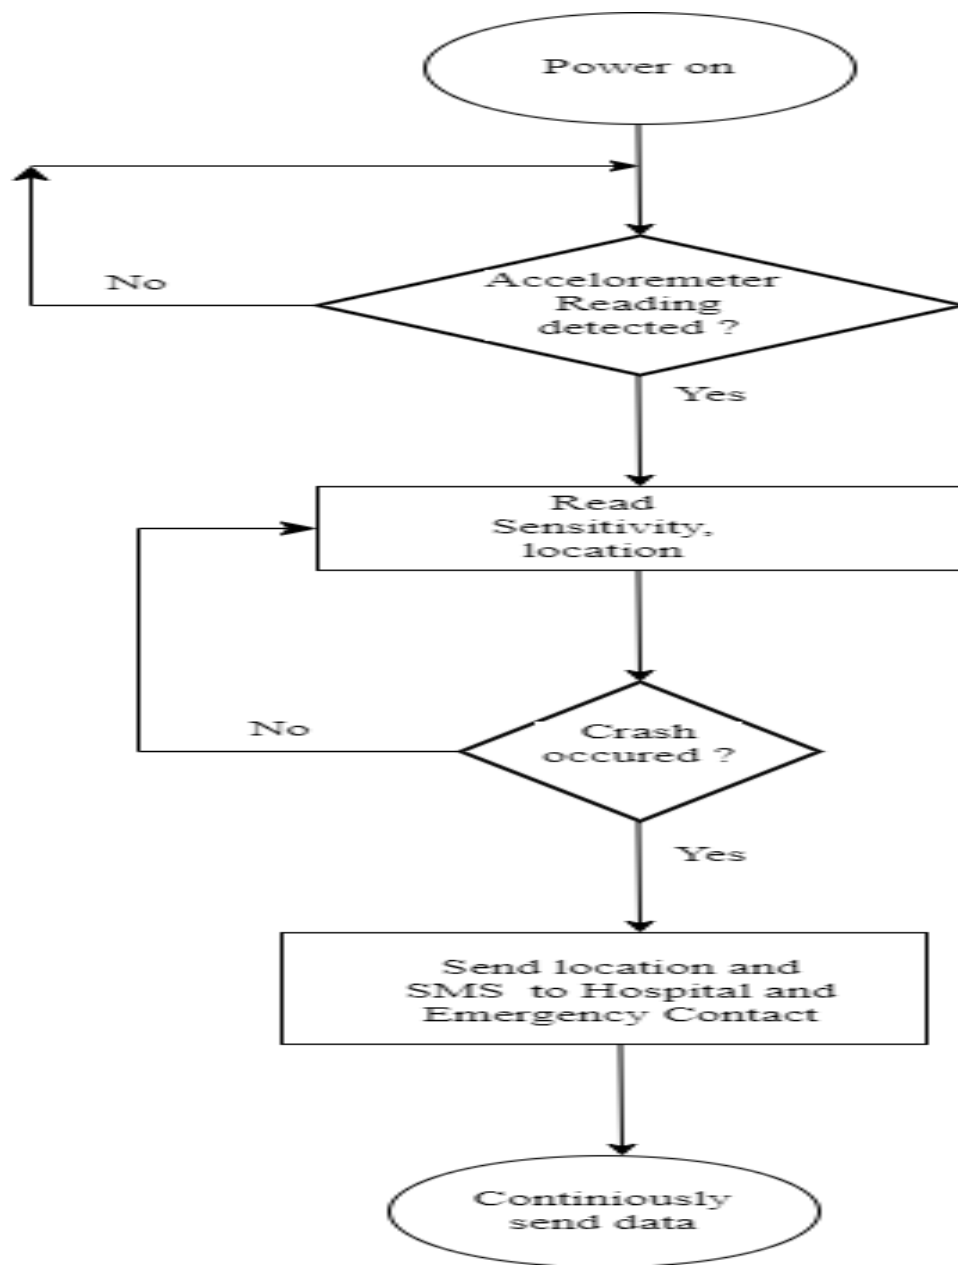 Power on
No
Acceloremeter
Reading
detected ?
Yes
Read
Sensitivity,
location
No
Crash
occured ?
Yes
Send location and
SMS to Hospital and
Emergency Contact
Continiously
send data